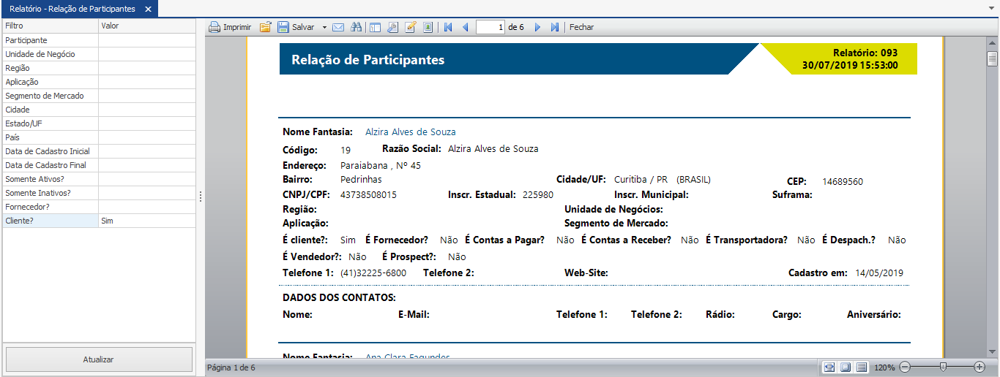 Relatório - Relação de Participantes
Filtro Valor
Participante
Unidade de Negócio
Região
Aplicação
Segmento de Mercado
Cidade
Estado/UF
País
Data de Cadastro Inicial
Data de Cadastro Final
Somente Ativos?
Somente Inativos?
Fornecedor?
Cliente? Sim
Atualizar
Imprimir Salvar 1 de 6 Fechar
Relação de Participantes
Relatório: 093
30/07/2019 15:53:00
Nome Fantasia: Alzira Alves de Souza
Código: 19 Razão Social: Alzira Alves de Souza
Endereço: Paraiabana , Nº 45
Bairro: Pedrinhas Cidade/UF: Curitiba / PR (BRASIL) CEP: 14689560
CNPJ/CPF: 43738508015 Inscr. Estadual: 225980 Inscr. Municipal: Suframa:
Região: Unidade de Negócios:
Aplicação: Segmento de Mercado:
É cliente?: Sim É Fornecedor? Não É Contas a Pagar? Não É Contas a Receber? Não É Transportadora? Não É Despach.? Não
É Vendedor?: Não É Prospect?: Não
Telefone 1: (41)32225-6800 Telefone 2: Web-Site: Cadastro em: 14/05/2019
DADOS DOS CONTATOS:
Nome: E-Mail: Telefone 1: Telefone 2: Rádio: Cargo: Aniversário:
Nome Fantasia: Ana Clara Fagundes
Página 1 de 6 120%